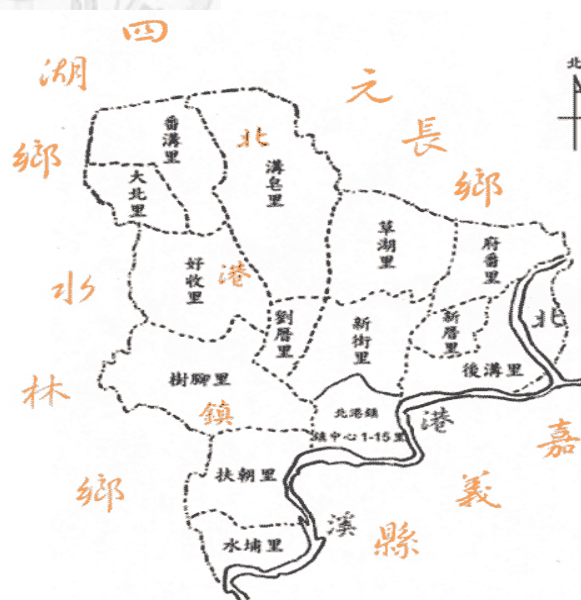 四湖鄉
元長鄉
北
番溝里
北
溝皂里
大北里
草湖里
府番里
好收里
港
水林鄉
劉厝里
新街里
新厝里
北
後溝里
樹腳里
鎮
北港鎮
鎮中心1-15里
港
嘉義縣
扶朝里
水埔里
溪